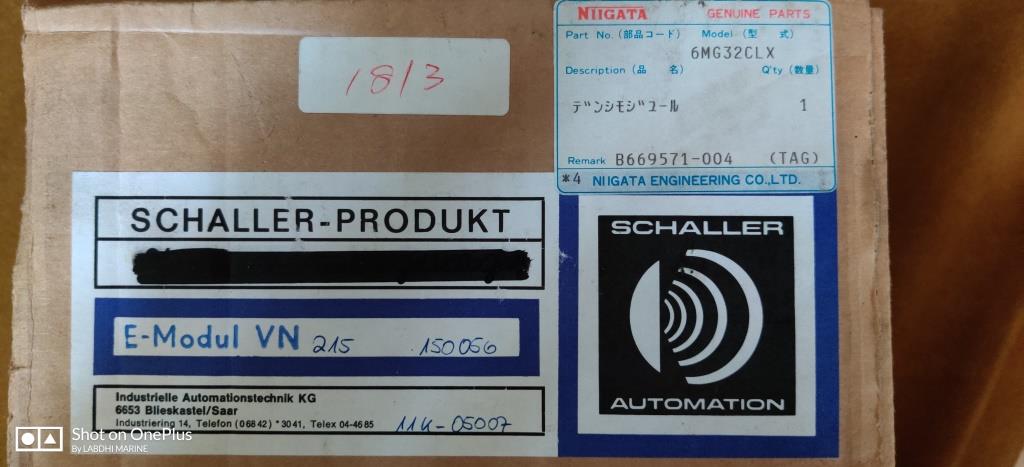 NIIGATA GENUINE PARTS
Part No. (部品コード) Model (型 式)
6MG32CLX
Description (品 名) Q'ty (数量)
デンシモジュール 1
Remark B669571-004 (TAG)
*4 NIIGATA ENGINEERING CO.,LTD.
1813
SCHALLER-PRODUKT
E-Modul VN 215 150056
Industrielle Automationstechnik KG
6653 Blieskastel/Saar
Industriering 14, Telefon (06842) *3041, Telex 04-4685
11K-05007
SCHALLER
AUTOMATION
Shot on OnePlus
By LABDHI MARINE